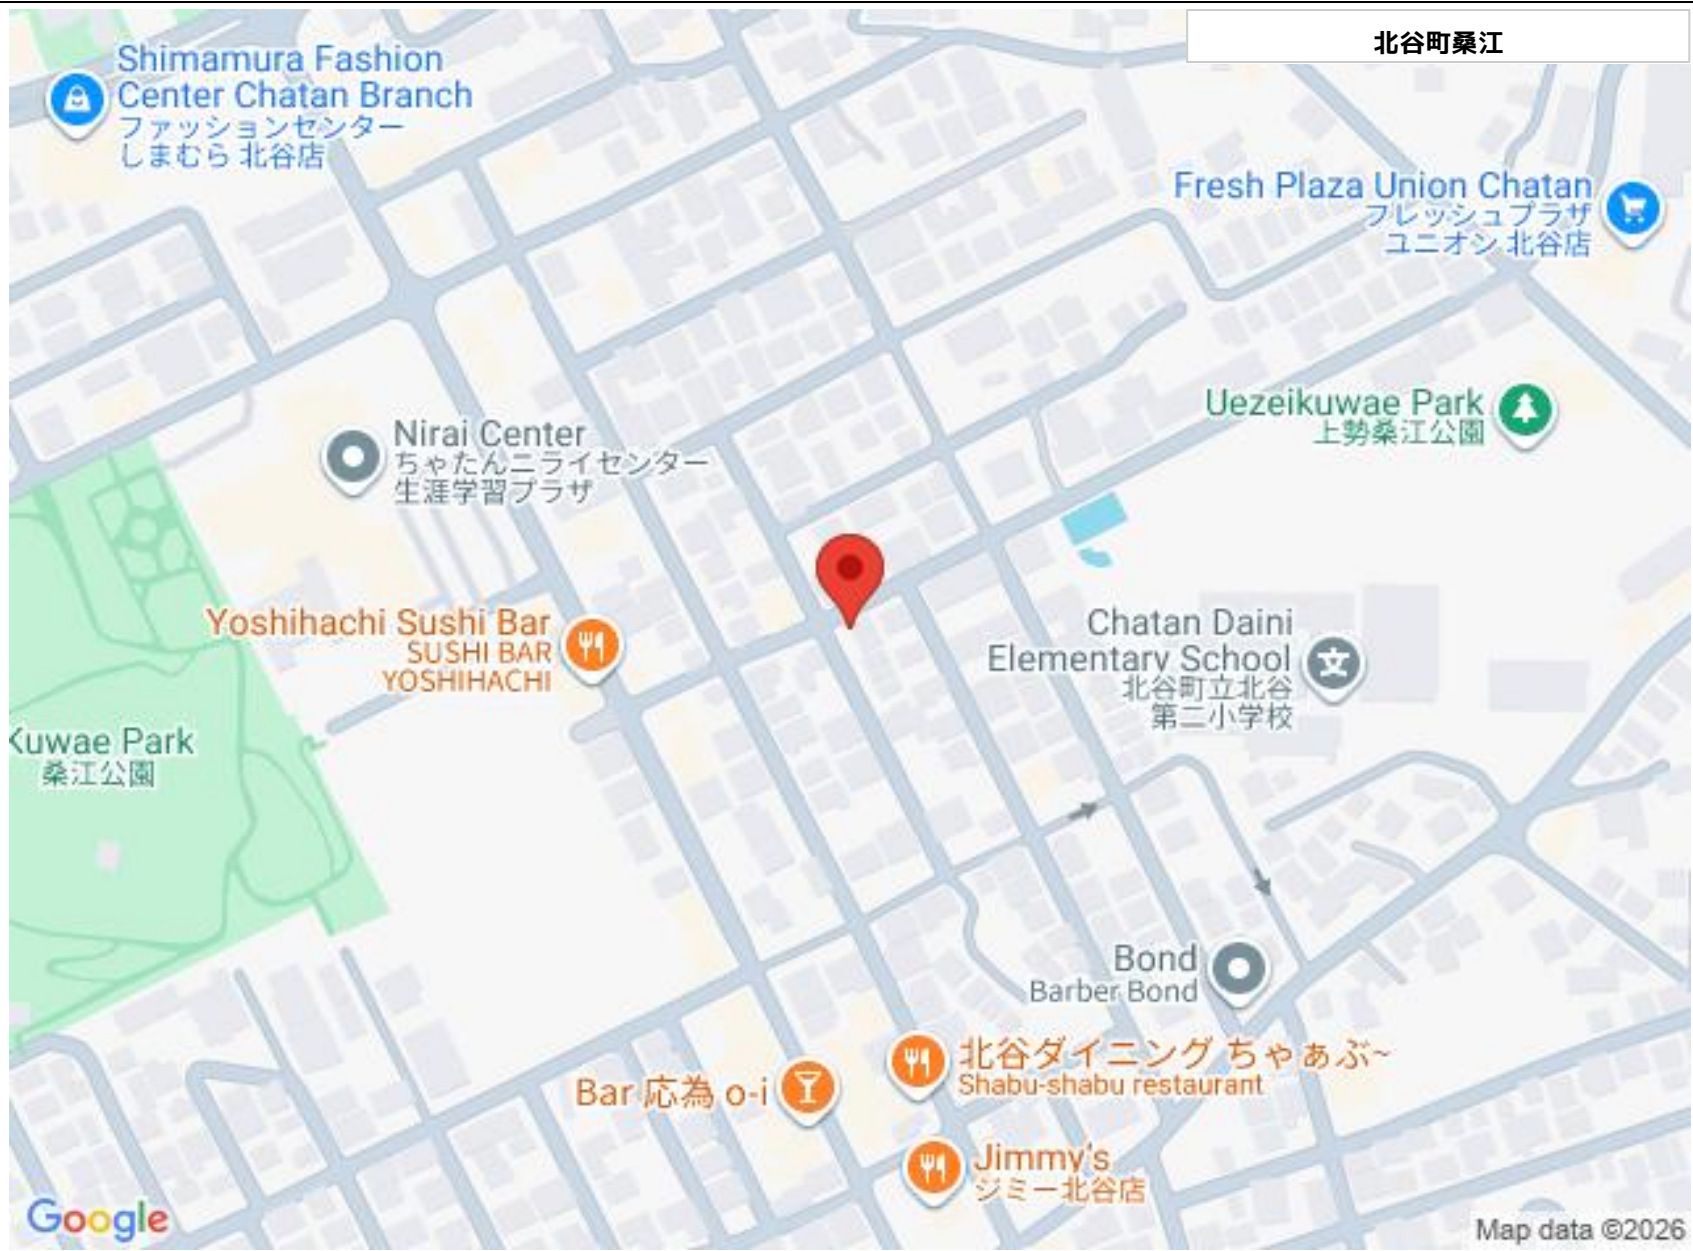 北谷町桑江
Shimamura Fashion
Center Chatan Branch
ファッションセンター
しまむら 北谷店
Fresh Plaza Union Chatan
フレッシュプラザ
ユニオン 北谷店
Uezeikuwae Park
上勢桑江公園
Nirai Center
ちゃたんニライセンター
生涯学習プラザ
Yoshihachi Sushi Bar
SUSHI BAR
YOSHIHACHI
Chatan Daini
Elementary School
北谷町立北谷
第二小学校
Kuwae Park
桑江公園
Bond
Barber Bond
北谷ダイニング ちゃぁぶ~
Shabu-shabu restaurant
Bar 応為 o-i
Jimmy's
ジミー北谷店
Google
Map data ©2026